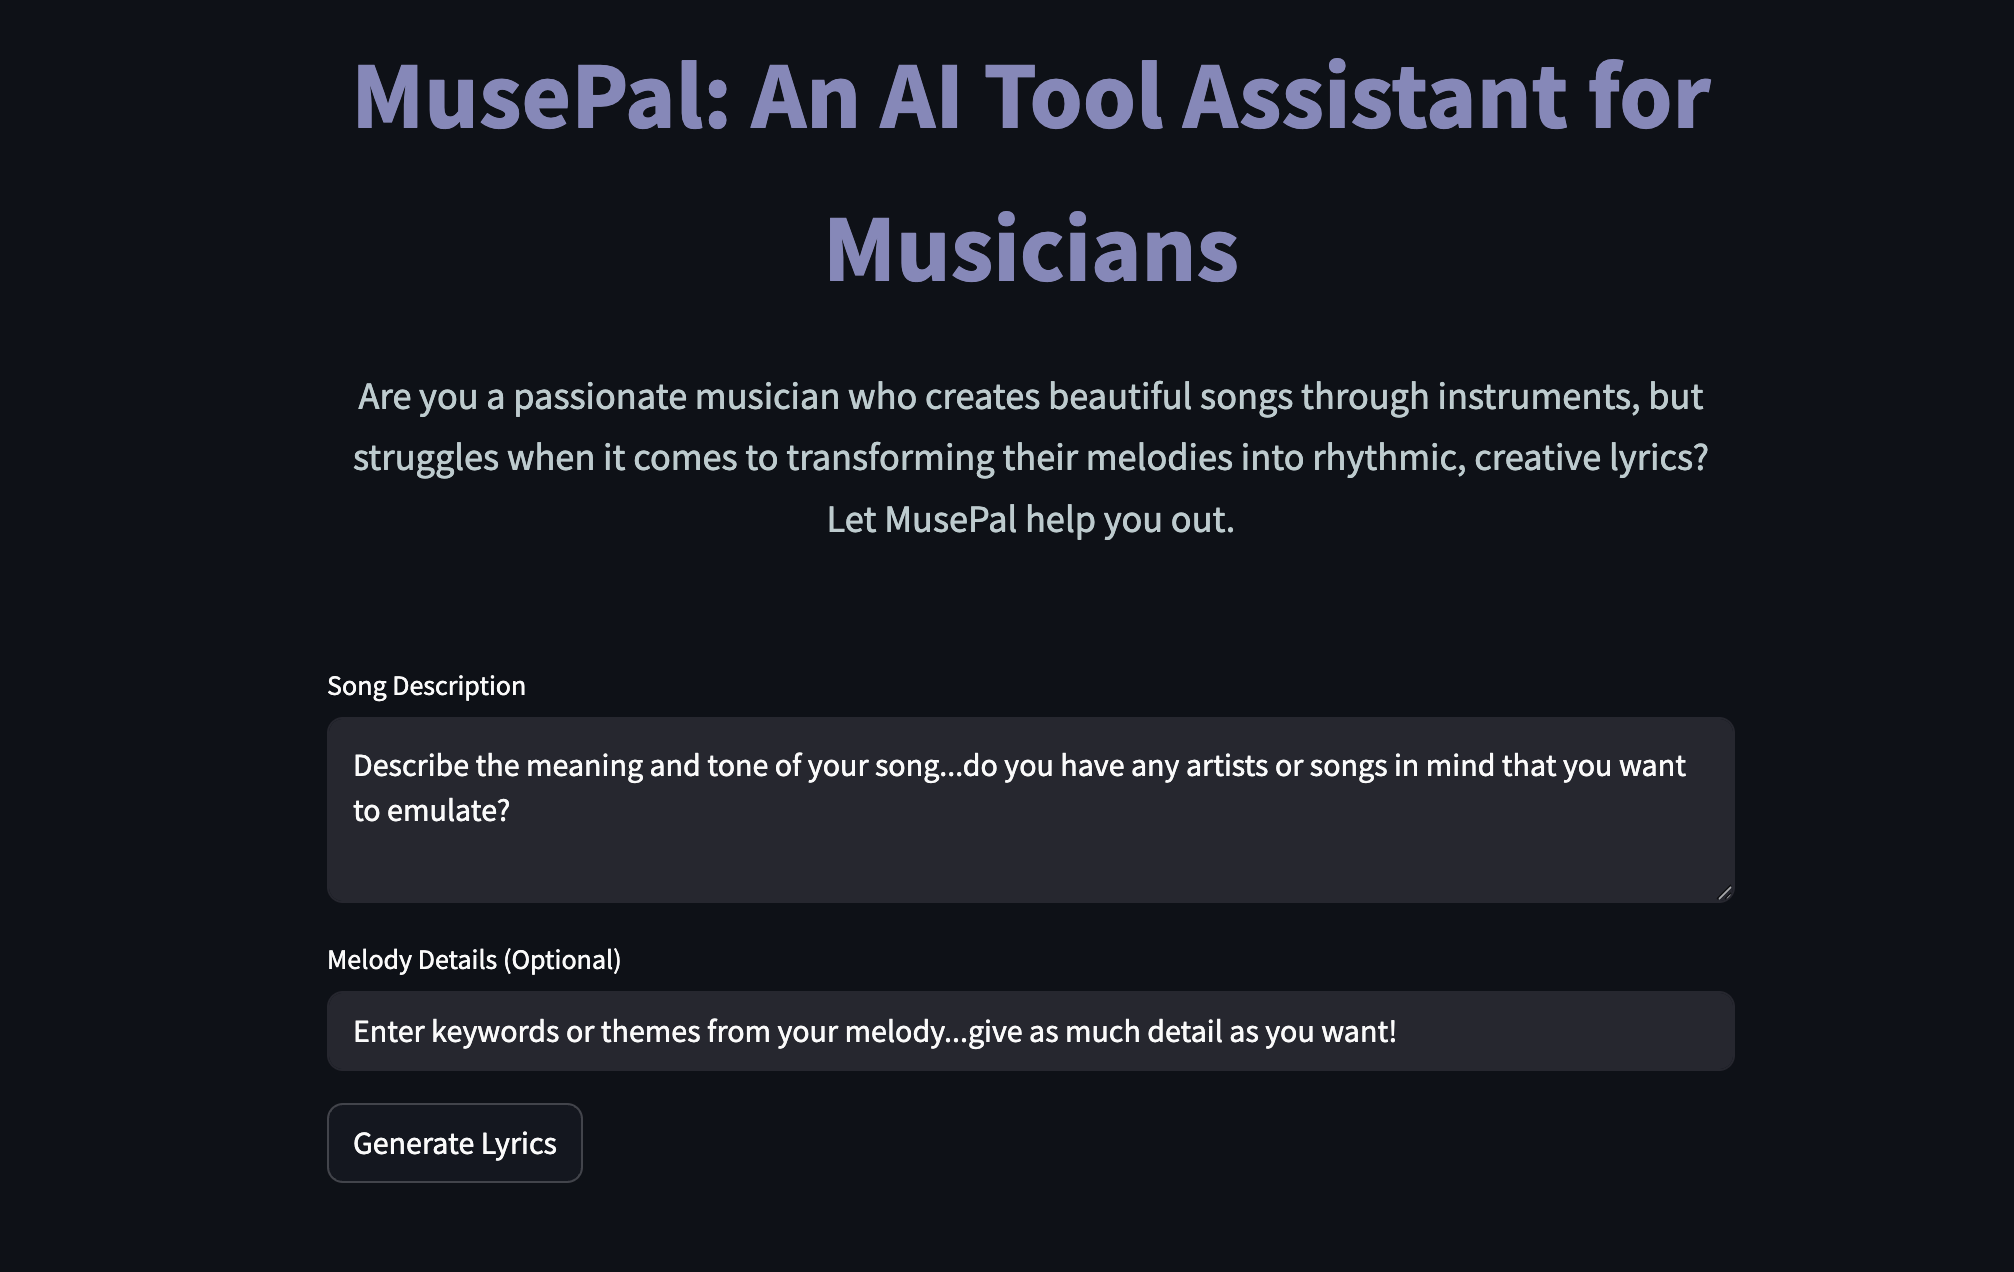 MusePal: An AI Tool Assistant for
Musicians
Are you a passionate musician who creates beautiful songs through instruments, but
struggles when it comes to transforming their melodies into rhythmic, creative lyrics?
Let MusePal help you out.
Song Description
Describe the meaning and tone of your song...do you have any artists or songs in mind that you want
to emulate?
Melody Details (Optional)
Enter keywords or themes from your melody...give as much detail as you want!
Generate Lyrics